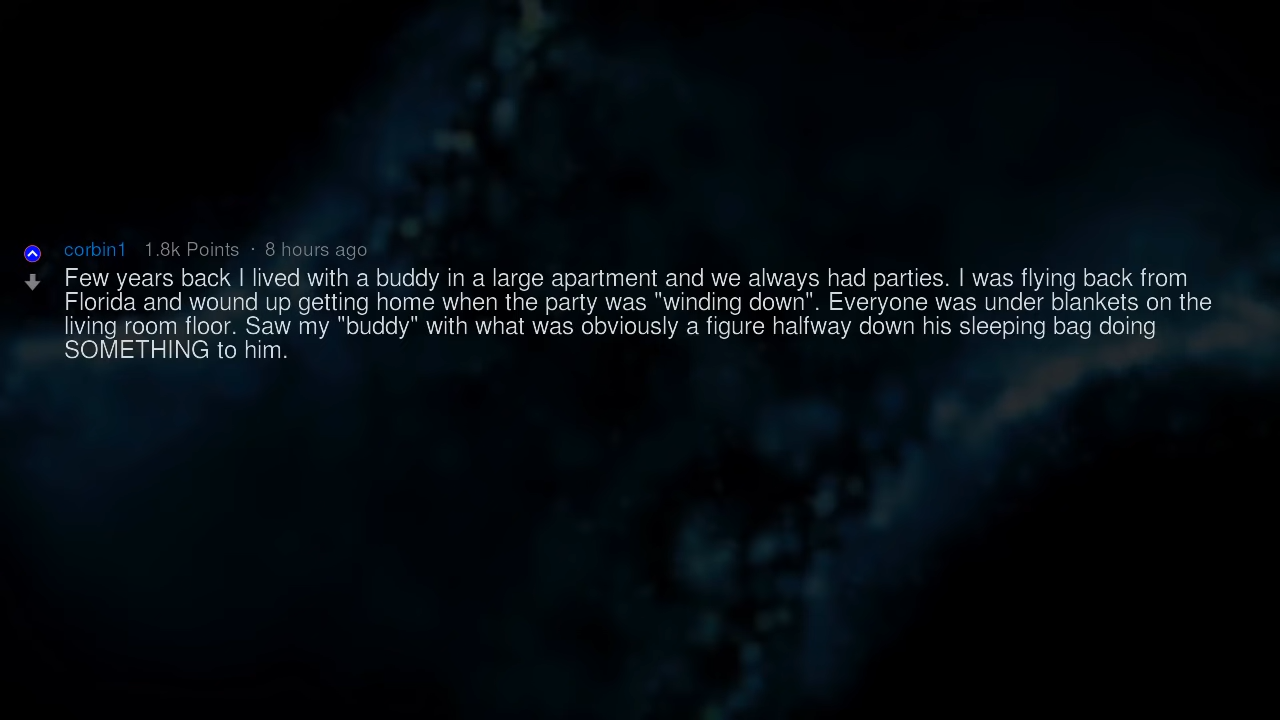 corbin1 1.8k Points · 8 hours ago
Few years back I lived with a buddy in a large apartment and we always had parties. I was flying back from
Florida and wound up getting home when the party was "winding down". Everyone was under blankets on the
living room floor. Saw my "buddy" with what was obviously a figure halfway down his sleeping bag doing
SOMETHING to him.